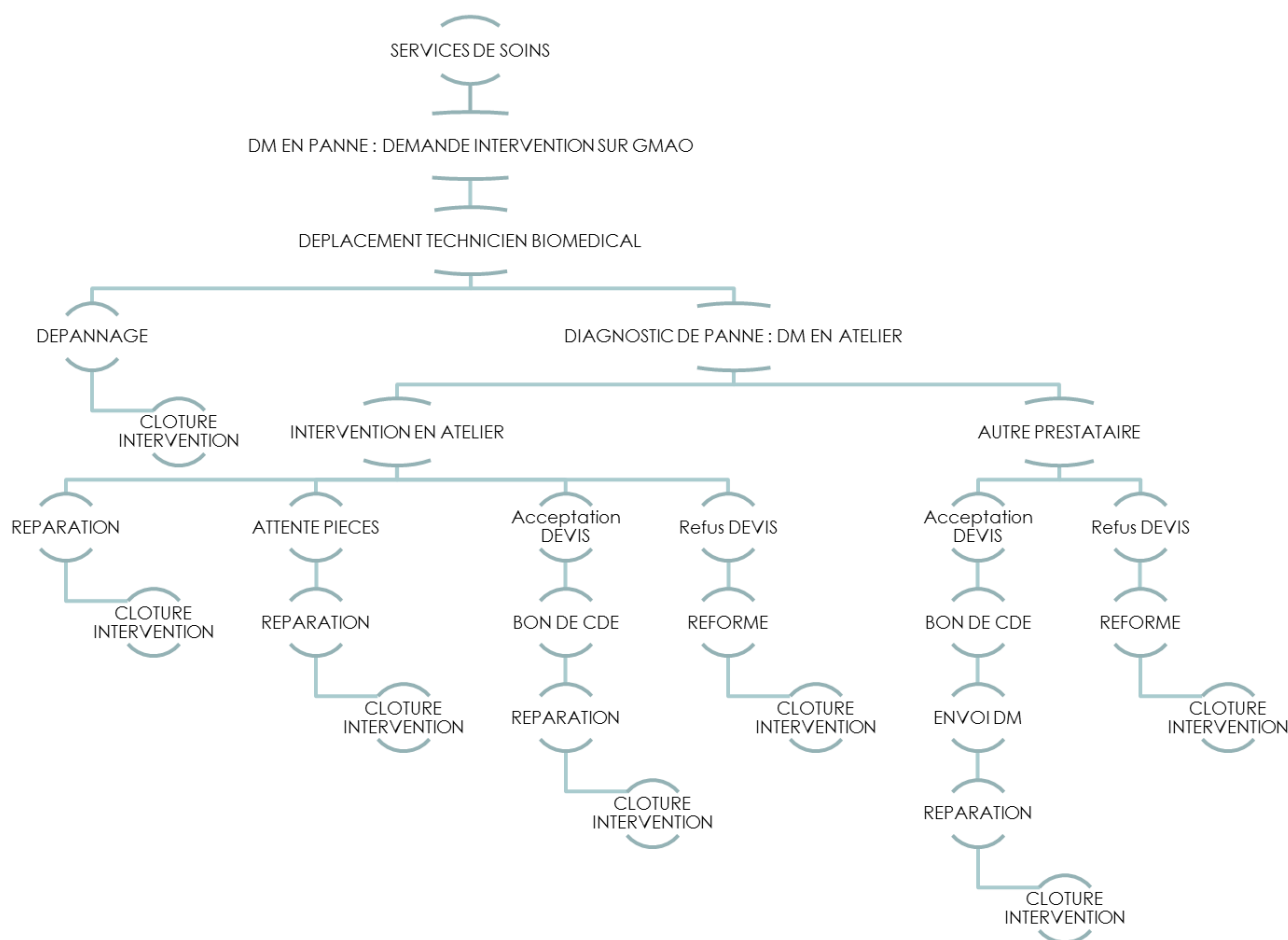 SERVICES DE SOINS
DM EN PANNE : DEMANDE INTERVENTION SUR GMAO
DEPLACEMENT TECHNICIEN BIOMEDICAL
DEPANNAGE
DIAGNOSTIC DE PANNE : DM EN ATELIER
CLOTURE
INTERVENTION
INTERVENTION EN ATELIER
AUTRE PRESTATAIRE
REPARATION
ATTENTE PIECES
Acceptation
DEVIS
Refus DEVIS
Acceptation
DEVIS
Refus DEVIS
CLOTURE
INTERVENTION
REPARATION
BON DE CDE
REFORME
BON DE CDE
REFORME
CLOTURE
INTERVENTION
REPARATION
CLOTURE
INTERVENTION
ENVOI DM
CLOTURE
INTERVENTION
CLOTURE
INTERVENTION
REPARATION
CLOTURE
INTERVENTION